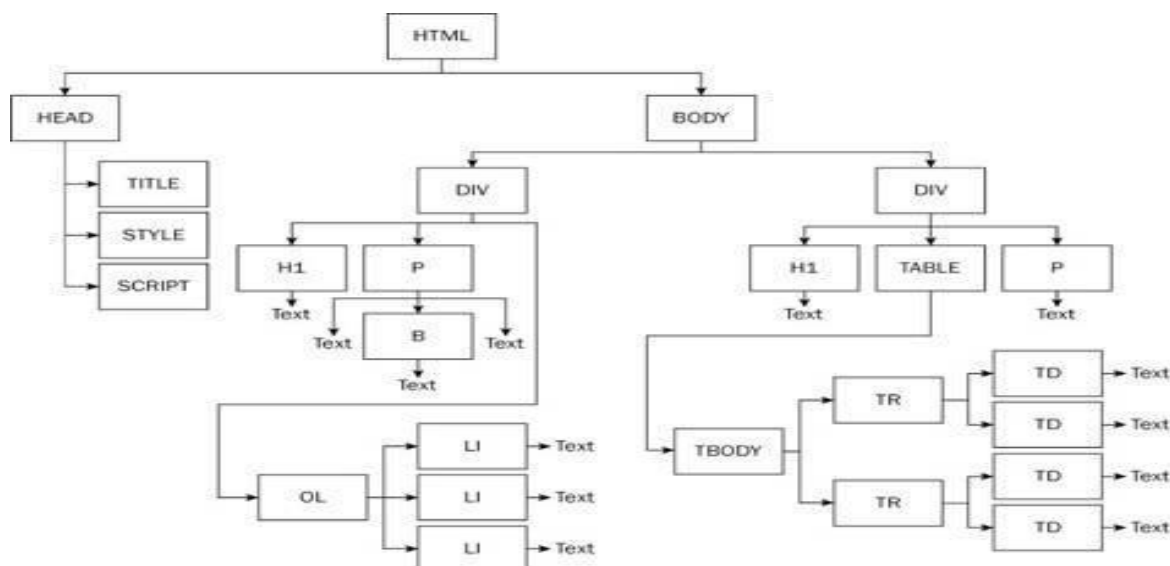 HTML
HEAD
BODY
TITLE
STYLE
SCRIPT
DIV
DIV
H1
P
H1
TABLE
P
Text
Text
B
Text
Text
Text
Text
TR
TD
Text
TD
Text
TBODY
TR
TD
Text
TD
Text
OL
LI
Text
LI
Text
LI
Text